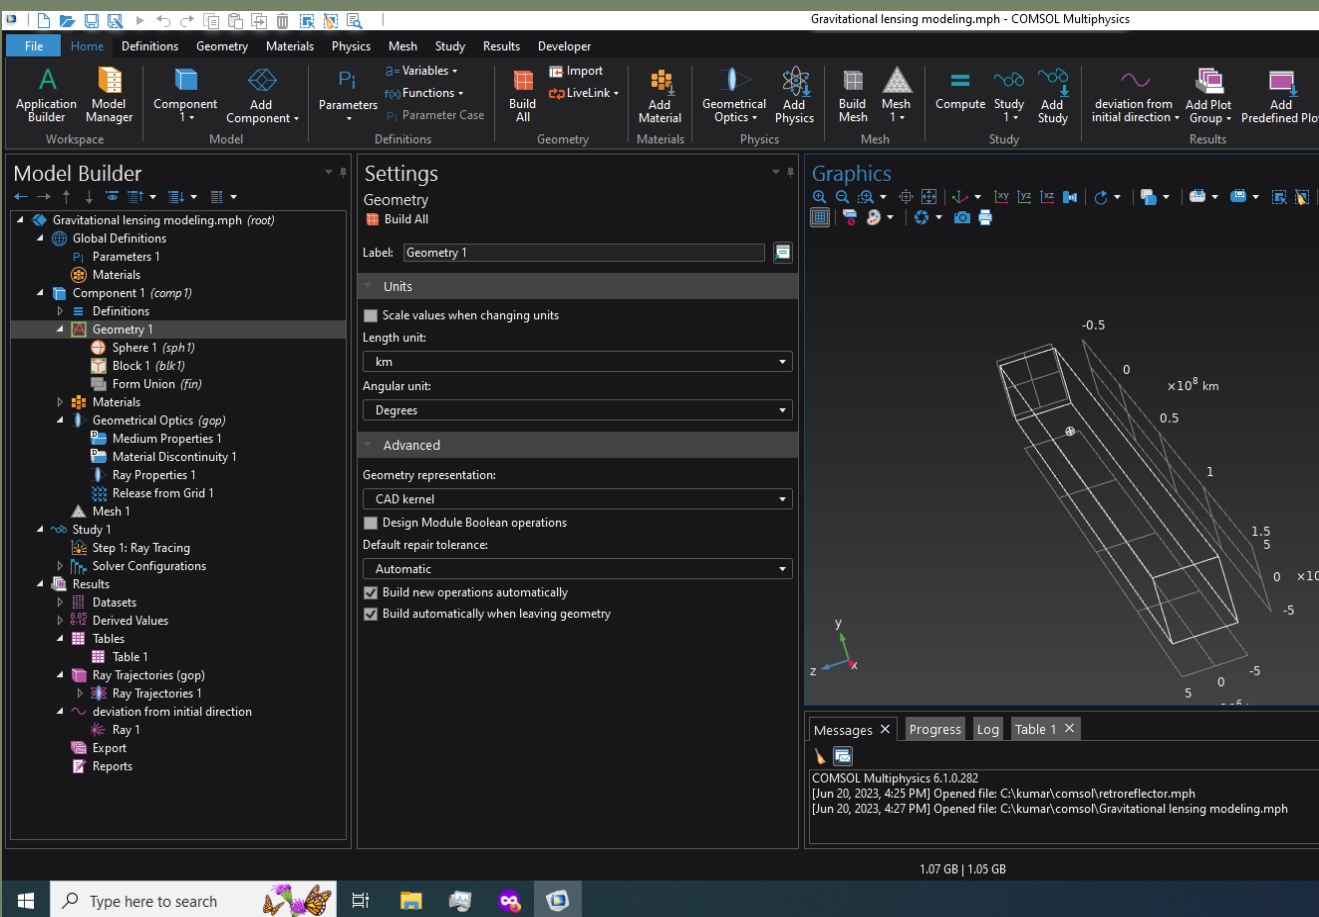 Gravitational lensing modeling.mph - COMSOL Multiphysics
File Home Definitions Geometry Materials Physics Mesh Study Results Developer
Application Builder
Model Manager
Workspace
Component 1
Add Component
Model
Pi
Parameters
a= Variables
f(x) Functions
Pi Parameter Case
Definitions
Build All
Import
LiveLink
Geometry
Add Material
Materials
Geometrical Optics
Add Physics
Physics
Build Mesh
Mesh 1
Mesh
Compute
Study 1
Add Study
Study
deviation from initial direction
Add Plot Group
Add Predefined Plo
Results
Model Builder
Gravitational lensing modeling.mph (root)
Global Definitions
Pi Parameters 1
Materials
Component 1 (comp1)
Definitions
Geometry 1
Sphere 1 (sph1)
Block 1 (blk1)
Form Union (fin)
Materials
Geometrical Optics (gop)
Medium Properties 1
Material Discontinuity 1
Ray Properties 1
Release from Grid 1
Mesh 1
Study 1
Step 1: Ray Tracing
Solver Configurations
Results
Datasets
8.85
e-12
Derived Values
Tables
Table 1
Ray Trajectories (gop)
Ray Trajectories 1
deviation from initial direction
Ray 1
Export
Reports
Settings
Geometry
Build All
Label: Geometry 1
Units
Scale values when changing units
Length unit:
km
Angular unit:
Degrees
Advanced
Geometry representation:
CAD kernel
Design Module Boolean operations
Default repair tolerance:
Automatic
Build new operations automatically
Build automatically when leaving geometry
Graphics
xy yz xz
-0.5
0
×10⁸ km
0.5
1
1.5
5
0 ×10
-5
y
z x
-5
0
5
Messages × Progress Log Table 1 ×
COMSOL Multiphysics 6.1.0.282
[Jun 20, 2023, 4:25 PM] Opened file: C:\kumar\comsol\retroreflector.mph
[Jun 20, 2023, 4:27 PM] Opened file: C:\kumar\comsol\Gravitational lensing modeling.mph
1.07 GB | 1.05 GB
Type here to search